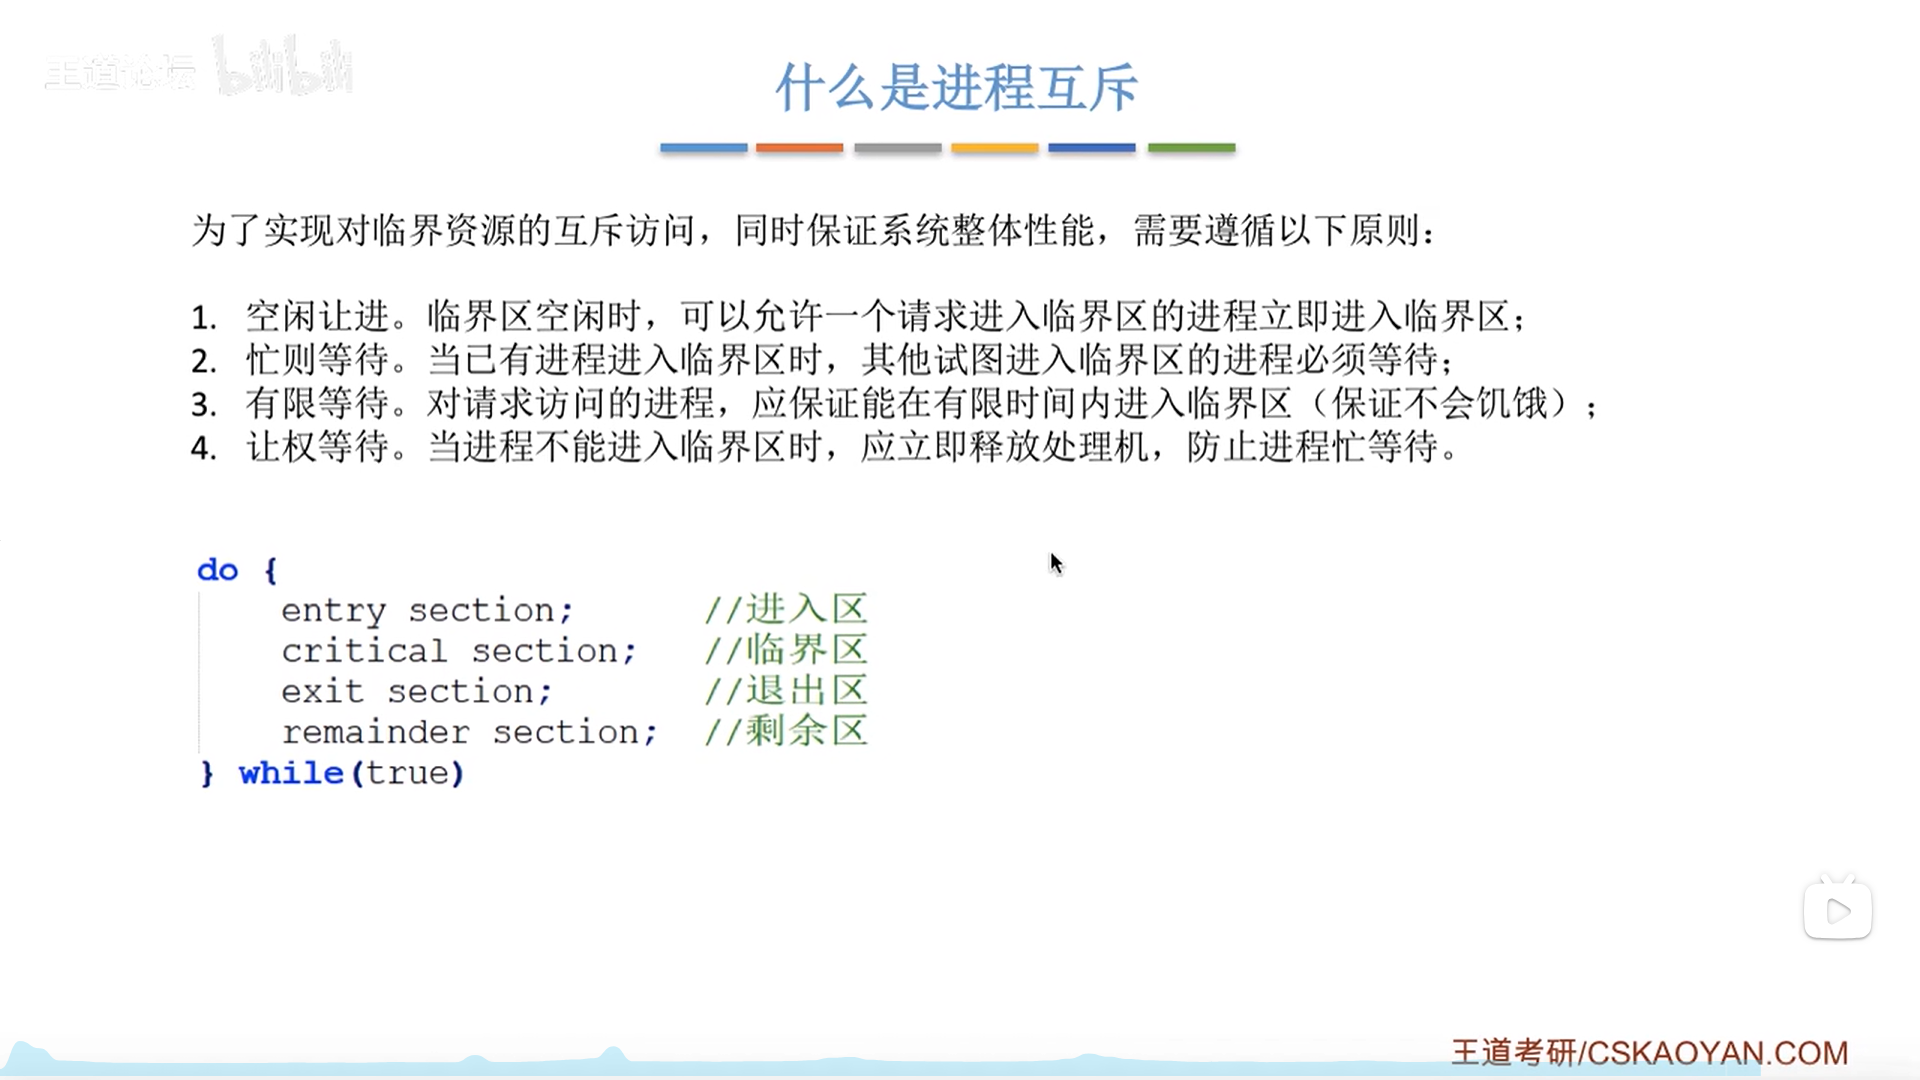 王道论坛 bilibili
什么是进程互斥
为了实现对临界资源的互斥访问，同时保证系统整体性能，需要遵循以下原则：
1. 空闲让进。临界区空闲时，可以允许一个请求进入临界区的进程立即进入临界区；
2. 忙则等待。当已有进程进入临界区时，其他试图进入临界区的进程必须等待；
3. 有限等待。对请求访问的进程，应保证能在有限时间内进入临界区（保证不会饥饿）；
4. 让权等待。当进程不能进入临界区时，应立即释放处理机，防止进程忙等待。
do {
entry section; //进入区
critical section; //临界区
exit section; //退出区
remainder section; //剩余区
} while(true)
王道考研/CSKAOYAN.COM